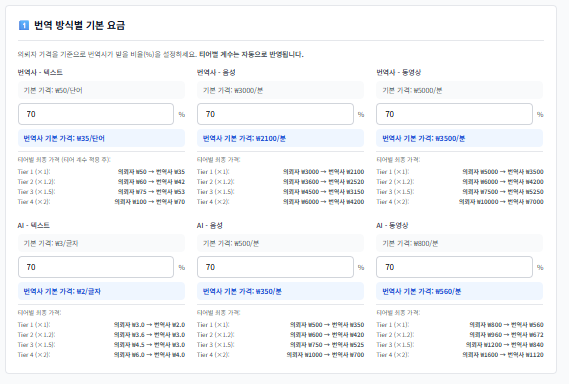 1 번역 방식별 기본 요금
의뢰자 가격을 기준으로 번역사가 받을 비율(%)을 설정하세요. 티어별 계수는 자동으로 반영됩니다.
번역사 - 텍스트
기본 가격: ₩50/단어
70 %
번역사 기본 가격: ₩35/단어
티어별 최종 가격 (티어 계수 적용 후):
Tier 1 (×1): 의뢰자 ₩50 → 번역사 ₩35
Tier 2 (×1.2): 의뢰자 ₩60 → 번역사 ₩42
Tier 3 (×1.5): 의뢰자 ₩75 → 번역사 ₩53
Tier 4 (×2): 의뢰자 ₩100 → 번역사 ₩70
번역사 - 음성
기본 가격: ₩3000/분
70 %
번역사 기본 가격: ₩2100/분
티어별 최종 가격:
Tier 1 (×1): 의뢰자 ₩3000 → 번역사 ₩2100
Tier 2 (×1.2): 의뢰자 ₩3600 → 번역사 ₩2520
Tier 3 (×1.5): 의뢰자 ₩4500 → 번역사 ₩3150
Tier 4 (×2): 의뢰자 ₩6000 → 번역사 ₩4200
번역사 - 동영상
기본 가격: ₩5000/분
70 %
번역사 기본 가격: ₩3500/분
티어별 최종 가격:
Tier 1 (×1): 의뢰자 ₩5000 → 번역사 ₩3500
Tier 2 (×1.2): 의뢰자 ₩6000 → 번역사 ₩4200
Tier 3 (×1.5): 의뢰자 ₩7500 → 번역사 ₩5250
Tier 4 (×2): 의뢰자 ₩10000 → 번역사 ₩7000
AI - 텍스트
기본 가격: ₩3/글자
70 %
번역사 기본 가격: ₩2/글자
티어별 최종 가격:
Tier 1 (×1): 의뢰자 ₩3.0 → 번역사 ₩2.0
Tier 2 (×1.2): 의뢰자 ₩3.6 → 번역사 ₩3.0
Tier 3 (×1.5): 의뢰자 ₩4.5 → 번역사 ₩3.0
Tier 4 (×2): 의뢰자 ₩6.0 → 번역사 ₩4.0
AI - 음성
기본 가격: ₩500/분
70 %
번역사 기본 가격: ₩350/분
티어별 최종 가격:
Tier 1 (×1): 의뢰자 ₩500 → 번역사 ₩350
Tier 2 (×1.2): 의뢰자 ₩600 → 번역사 ₩420
Tier 3 (×1.5): 의뢰자 ₩750 → 번역사 ₩525
Tier 4 (×2): 의뢰자 ₩1000 → 번역사 ₩700
AI - 동영상
기본 가격: ₩800/분
70 %
번역사 기본 가격: ₩560/분
티어별 최종 가격:
Tier 1 (×1): 의뢰자 ₩800 → 번역사 ₩560
Tier 2 (×1.2): 의뢰자 ₩960 → 번역사 ₩672
Tier 3 (×1.5): 의뢰자 ₩1200 → 번역사 ₩840
Tier 4 (×2): 의뢰자 ₩1600 → 번역사 ₩1120